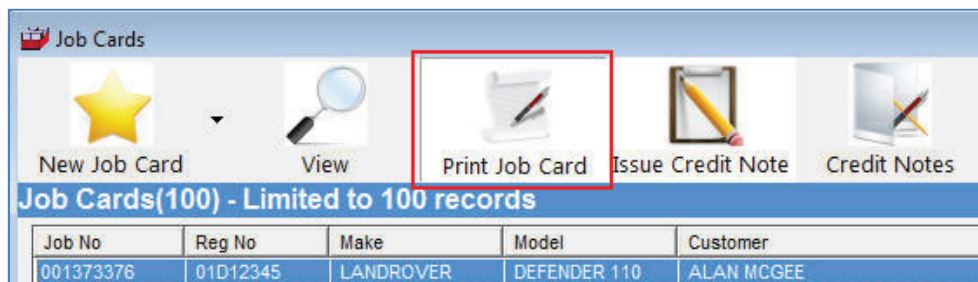 Job Cards
New Job Card View Print Job Card Issue Credit Note Credit Notes
Job Cards(100) - Limited to 100 records
Job No Reg No Make Model Customer
001373376 01D12345 LANDROVER DEFENDER 110 ALAN MCGEE